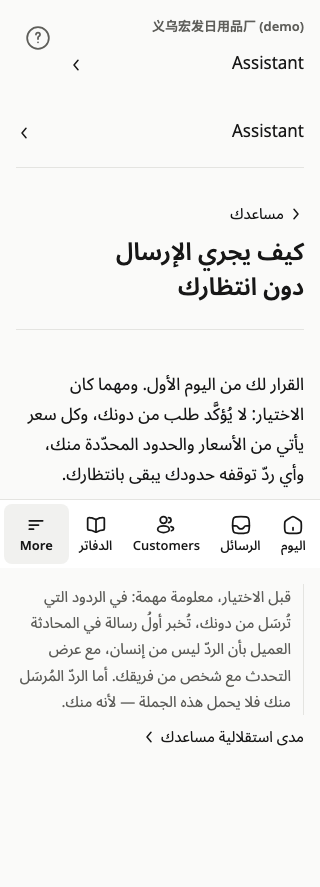 义乌宏发日用品厂 (demo)
Assistant
Assistant
مساعدك
كيف يجري الإرسال
دون انتظارك
القرار لك من اليوم الأول. ومهما كان
الاختيار: لا يُؤكَّد طلب من دونك، وكل سعر
يأتي من الأسعار والحدود المحدّدة منك،
وأي ردّ توقفه حدودك يبقى بانتظارك.
اليوم
الرسائل
Customers
الدفاتر
More
قبل الاختيار، معلومة مهمة: في الردود التي
تُرسَل من دونك، تُخبر أولُ رسالة في المحادثة
العميل بأن الردّ ليس من إنسان، مع عرض
التحدث مع شخص من فريقك. أما الردّ المُرسَل
منك فلا يحمل هذه الجملة — لأنه منك.
مدى استقلالية مساعدك